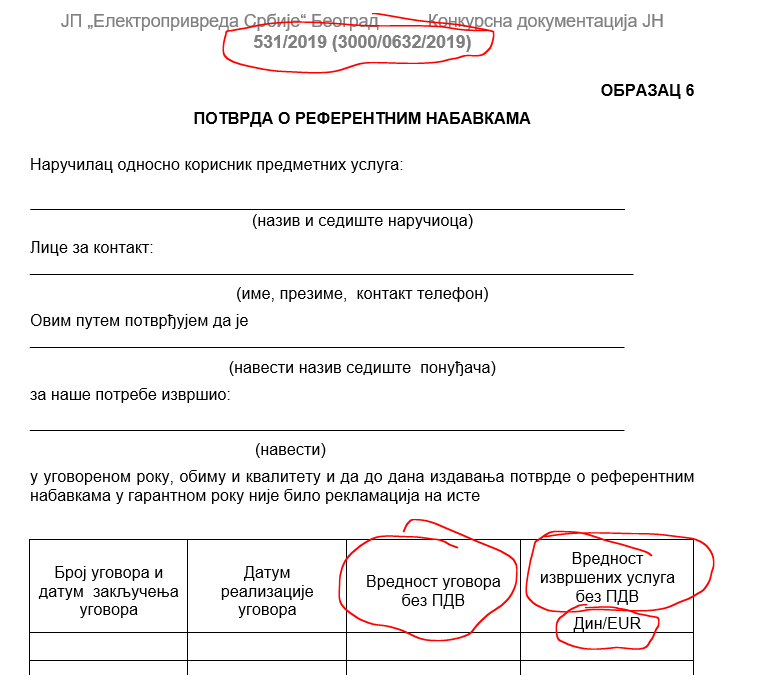 ЈП „Електропривреда Србије“ Београд Конкурсна документација ЈН
531/2019 (3000/0632/2019)
ОБРАЗАЦ 6
ПОТВРДА О РЕФЕРЕНТНИМ НАБАВКАМА
Наручилац односно корисник предметних услуга:
(назив и седиште наручиоца)
Лице за контакт:
(име, презиме, контакт телефон)
Овим путем потврђујем да је
(навести назив седиште понуђача)
за наше потребе извршио:
(навести)
у уговореном року, обиму и квалитету и да до дана издавања потврде о референтним
набавкама у гарантном року није било рекламација на исте
Број уговора и
датум закључења
уговора
Датум
реализације
уговора
Вредност уговора
без ПДВ
Вредност
извршених услуга
без ПДВ
Дин/EUR